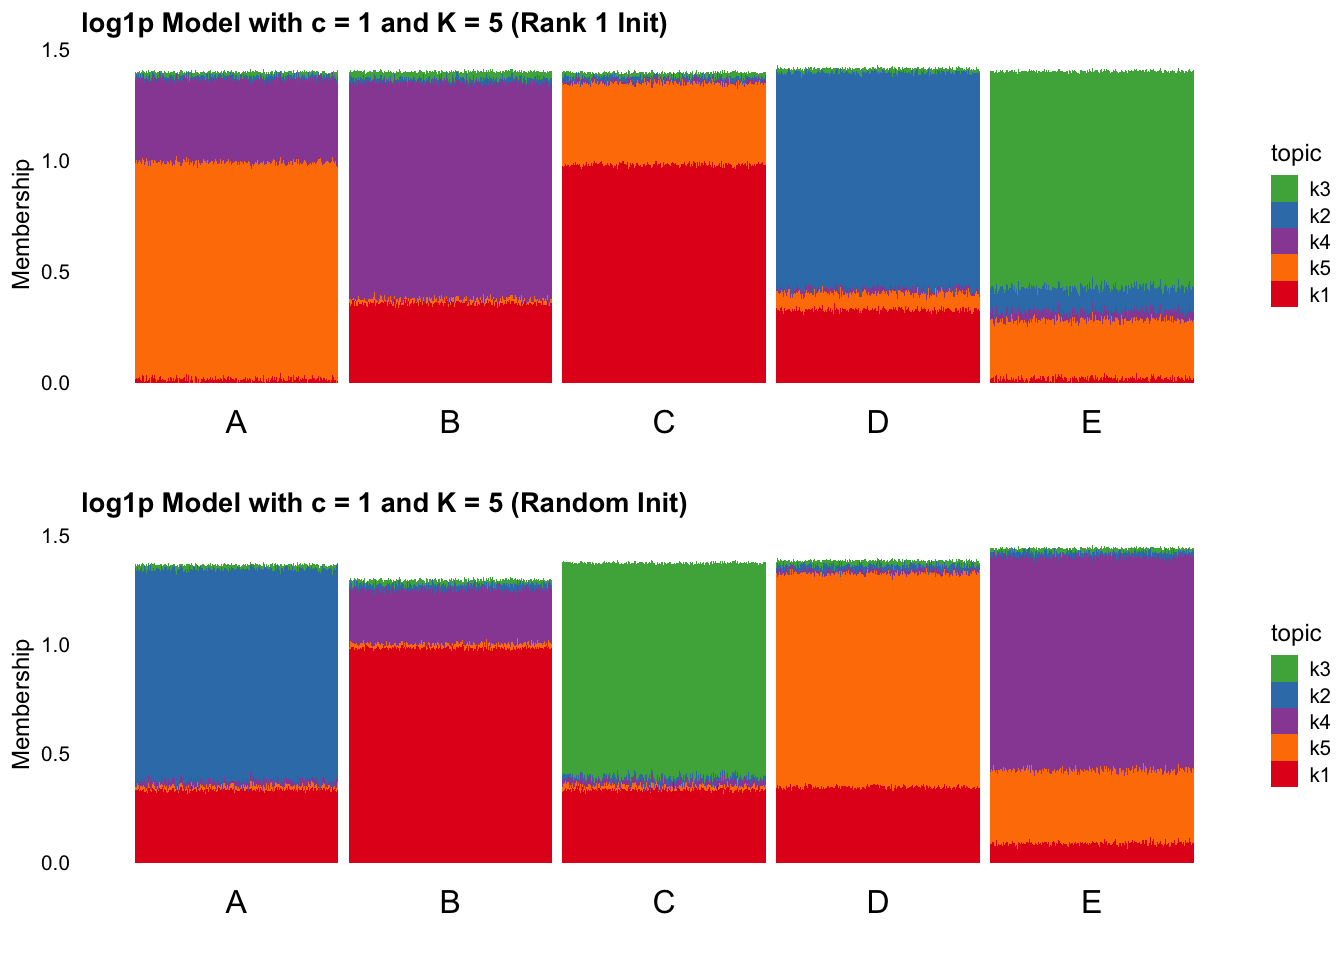 log1p Model with c = 1 and K = 5 (Rank 1 Init)
1.5
1.0
0.5
0.0
Membership
A B C D E
topic
k3
k2
k4
k5
k1
log1p Model with c = 1 and K = 5 (Random Init)
1.5
1.0
0.5
0.0
Membership
A B C D E
topic
k3
k2
k4
k5
k1